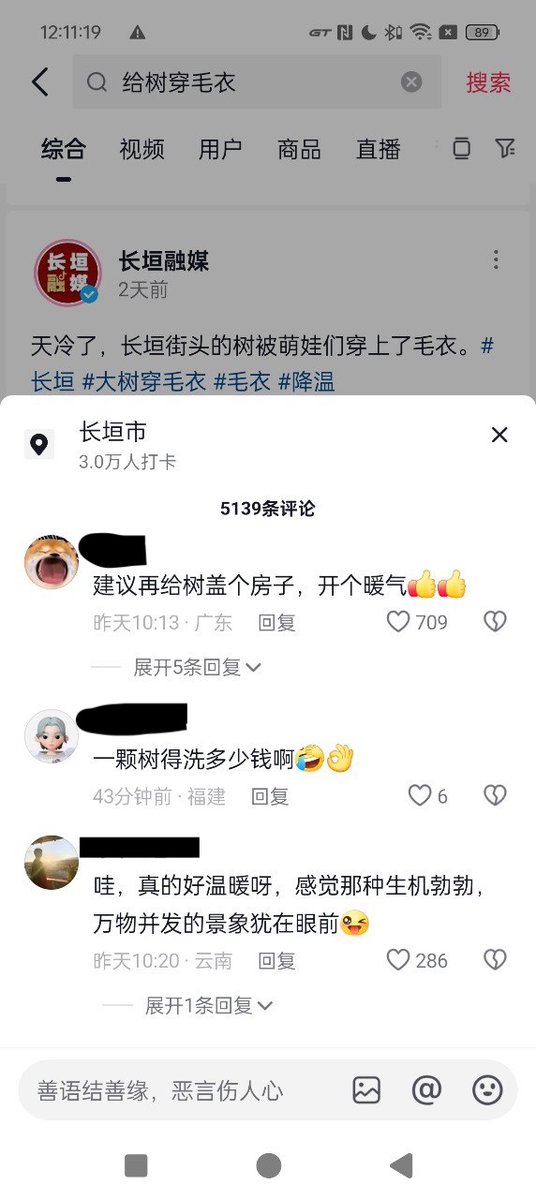 12:11:19
GT
89
给树穿毛衣
搜索
综合 视频 用户 商品 直播
长垣
融媒
长垣融媒
2天前
天冷了，长垣街头的树被萌娃们穿上了毛衣。#
长垣 #大树穿毛衣 #毛衣 #降温
长垣市
3.0万人打卡
5139条评论
建议再给树盖个房子，开个暖气👍👍
昨天10:13 · 广东 回复 709
展开5条回复
一颗树得洗多少钱啊🤣👌
43分钟前 · 福建 回复 6
哇，真的好温暖呀，感觉那种生机勃勃，
万物并发的景象犹在眼前😜
昨天10:20 · 云南 回复 286
展开1条回复
善语结善缘，恶言伤人心
@